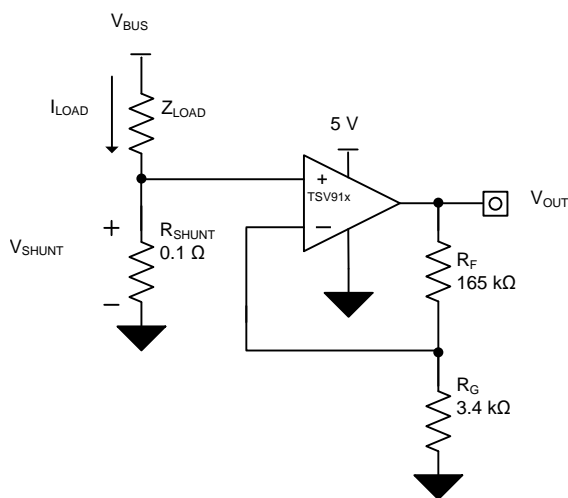 VBUS
ILOAD
ZLOAD
5 V
+
TSV91x
−
VOUT
+
VSHUNT
−
RSHUNT
0.1 Ω
RF
165 kΩ
RG
3.4 kΩ